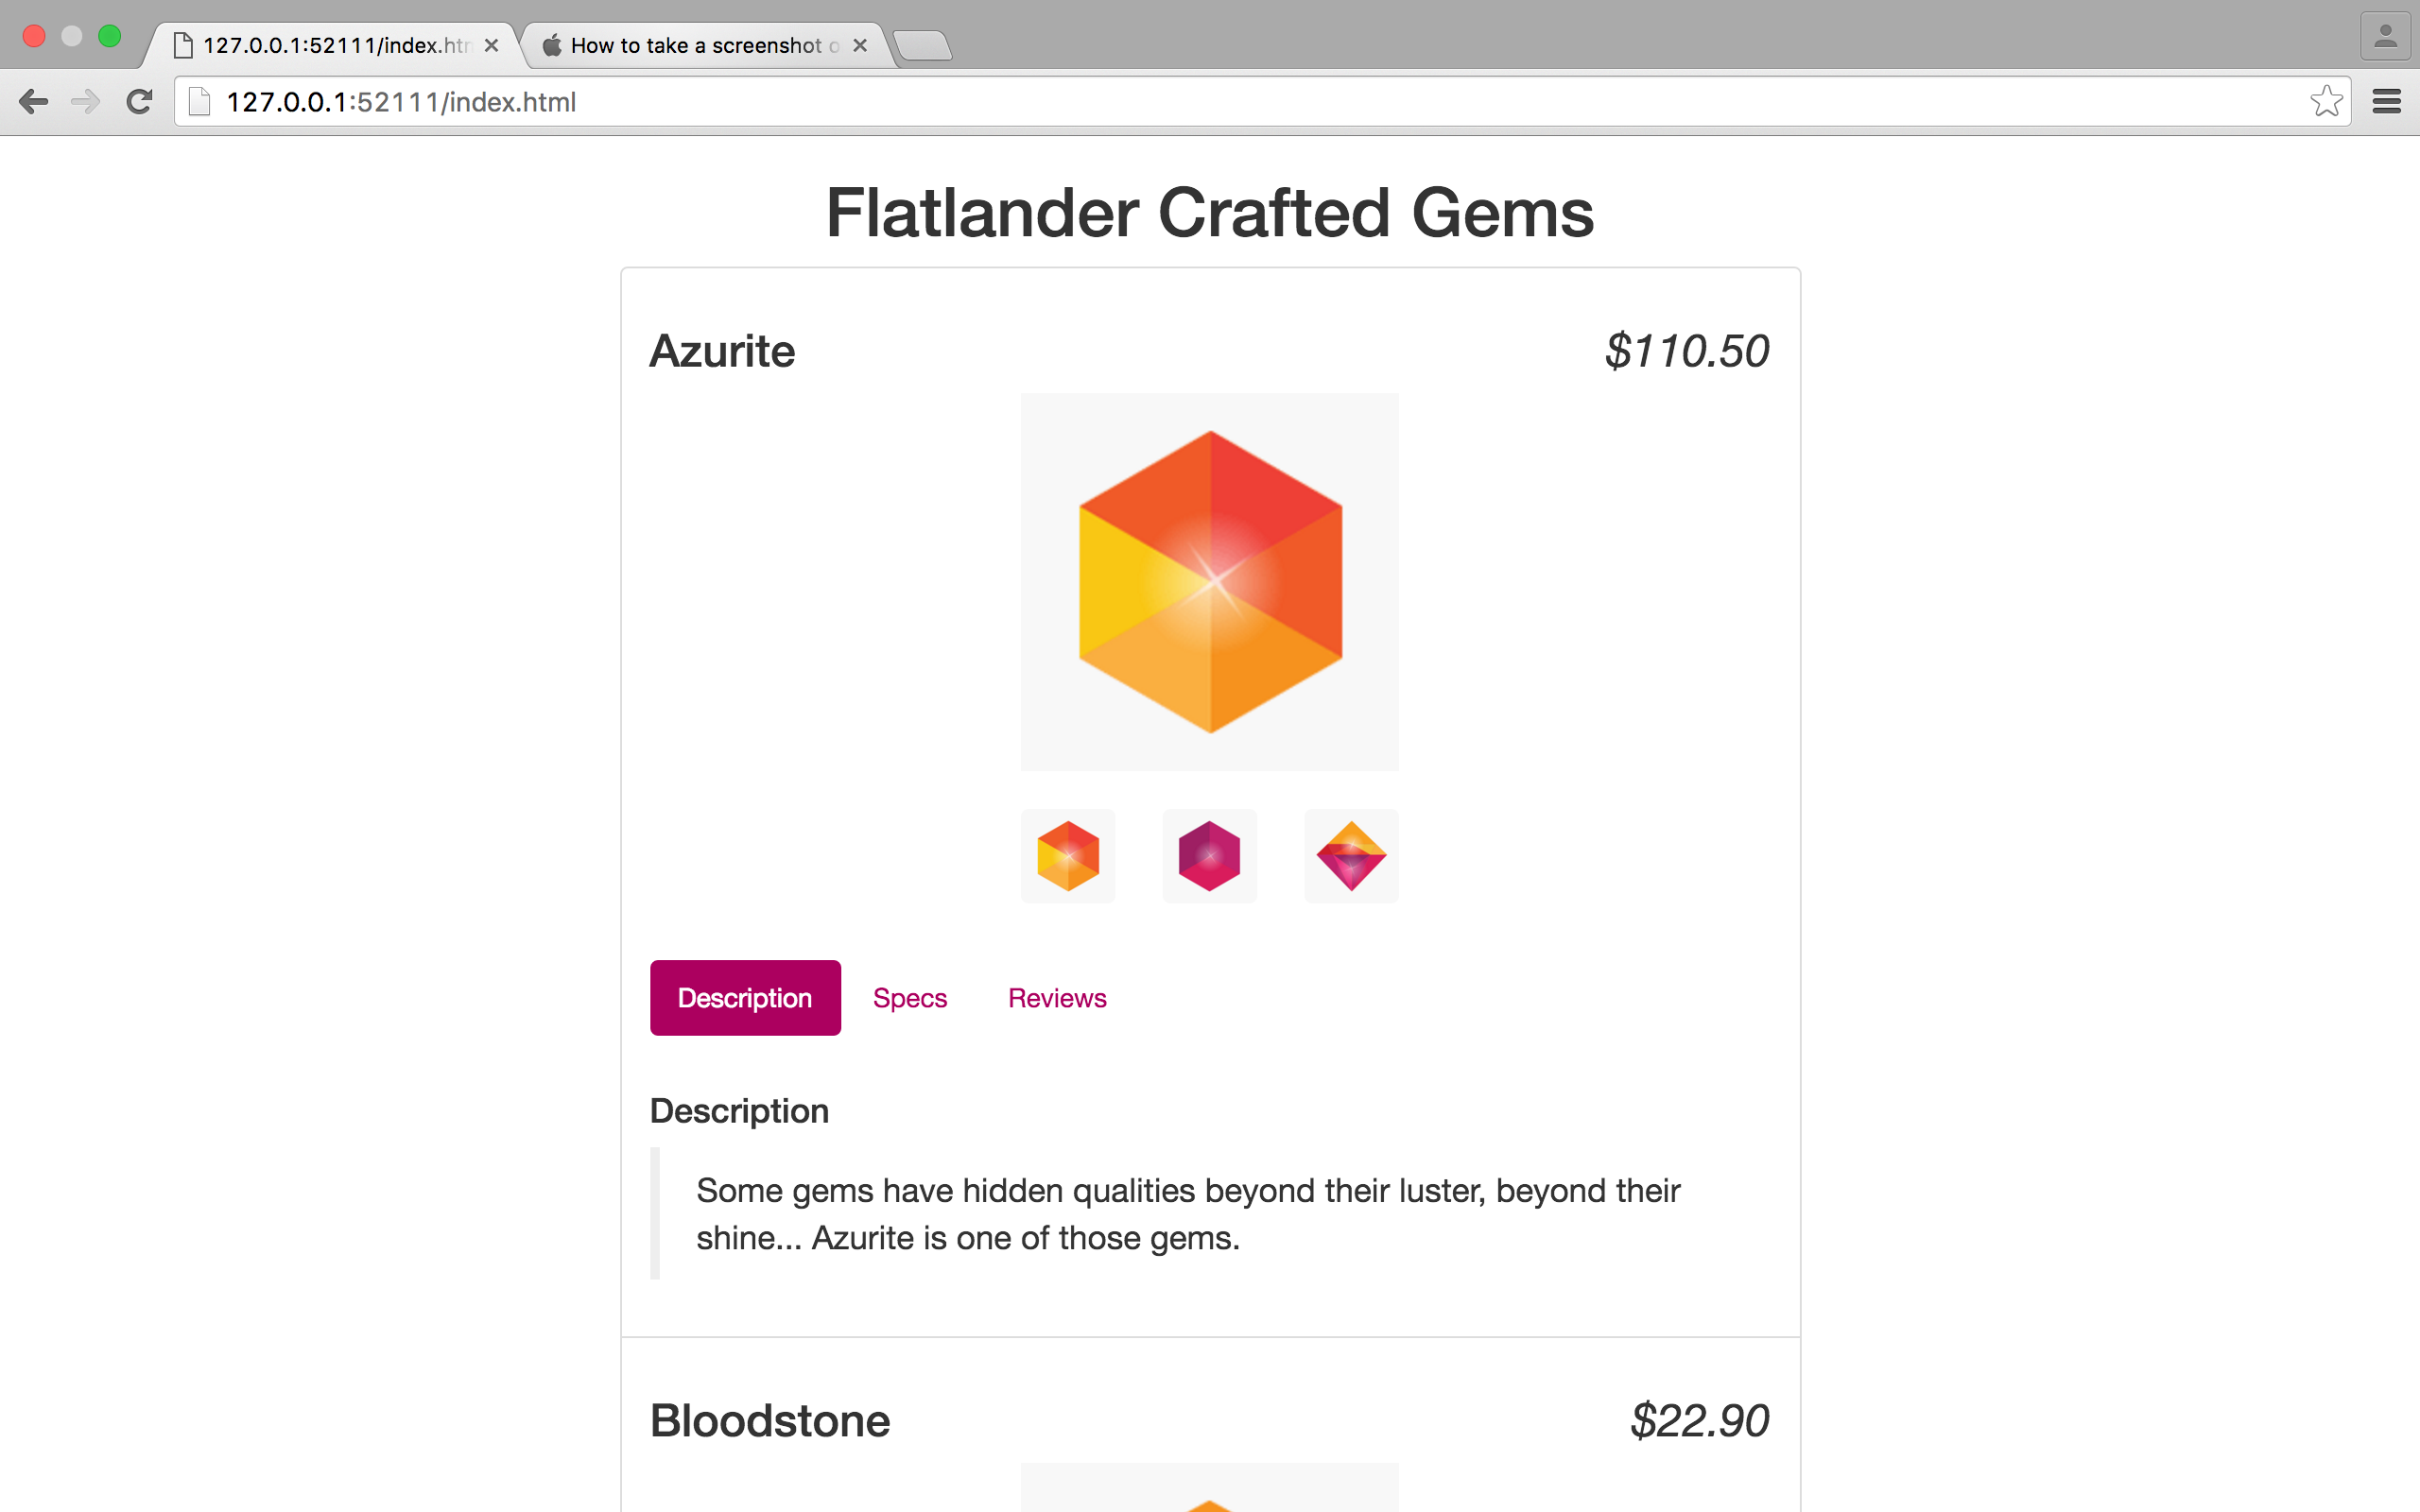 127.0.0.1:52111/index.htm
How to take a screenshot o
127.0.0.1:52111/index.html
Flatlander Crafted Gems
Azurite $110.50
Description Specs Reviews
Description
Some gems have hidden qualities beyond their luster, beyond their
shine... Azurite is one of those gems.
Bloodstone $22.90